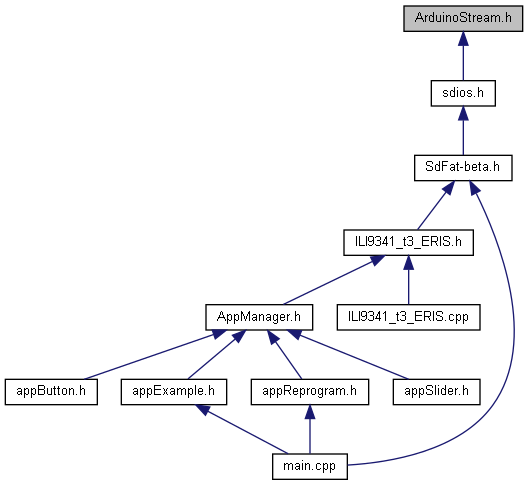 ArduinoStream.h
sdios.h
SdFat-beta.h
ILI9341_t3_ERIS.h
AppManager.h
ILI9341_t3_ERIS.cpp
appButton.h
appExample.h
appReprogram.h
appSlider.h
main.cpp